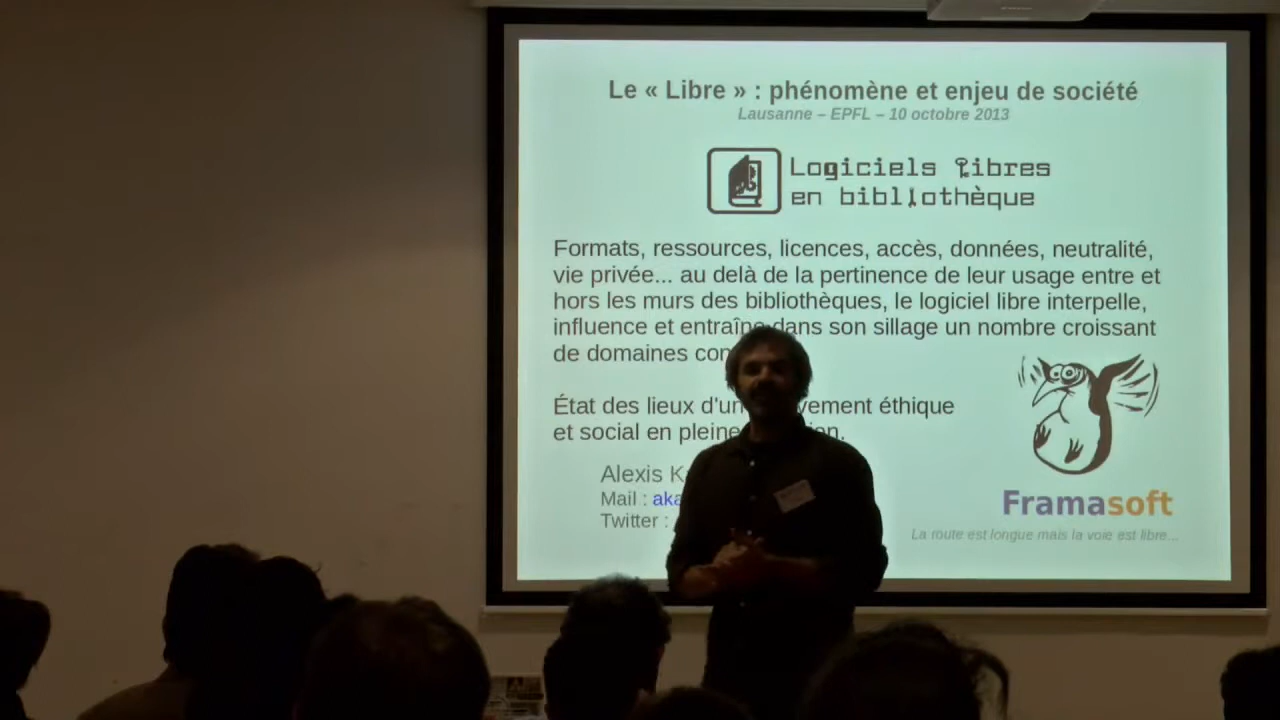 Le « Libre » : phénomène et enjeu de société
Lausanne – EPFL – 10 octobre 2013
Logiciels Libres
en bibliothèque
Formats, ressources, licences, accès, données, neutralité,
vie privée... au delà de la pertinence de leur usage entre et
hors les murs des bibliothèques, le logiciel libre interpelle,
influence et entraîne dans son sillage un nombre croissant
de domaines
État des lieux d'un éthique
et social en pleine
Alexis
Mail :
Twitter :
Framasoft
La route est longue mais la voie est libre...